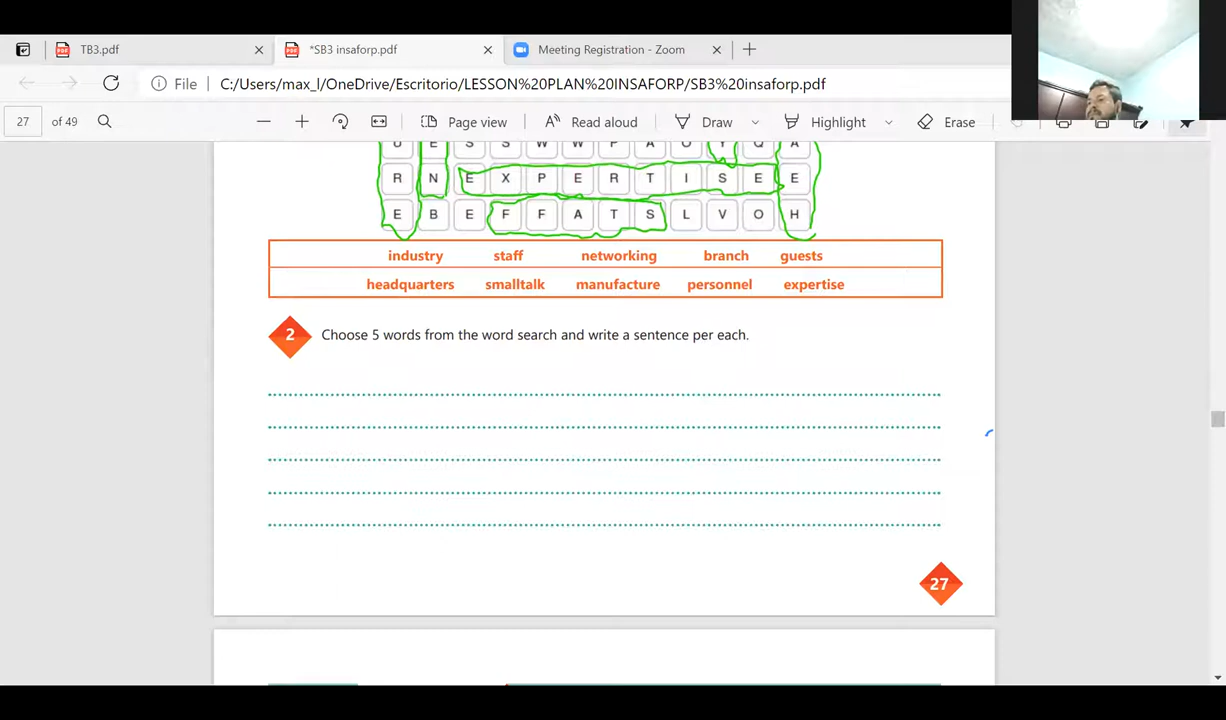 TB3.pdf
*SB3 insaforp.pdf
Meeting Registration - Zoom
File C:/Users/max_l/OneDrive/Escritorio/LESSON%20PLAN%20INSAFORP/SB3%20insaforp.pdf
27 of 49 Page view Read aloud Draw Highlight Erase
U E S S W W P A U Y Q A
R N E X P E R T I S E E
E B E F F A T S L V O H
industry staff networking branch guests
headquarters smalltalk manufacture personnel expertise
2 Choose 5 words from the word search and write a sentence per each.
27